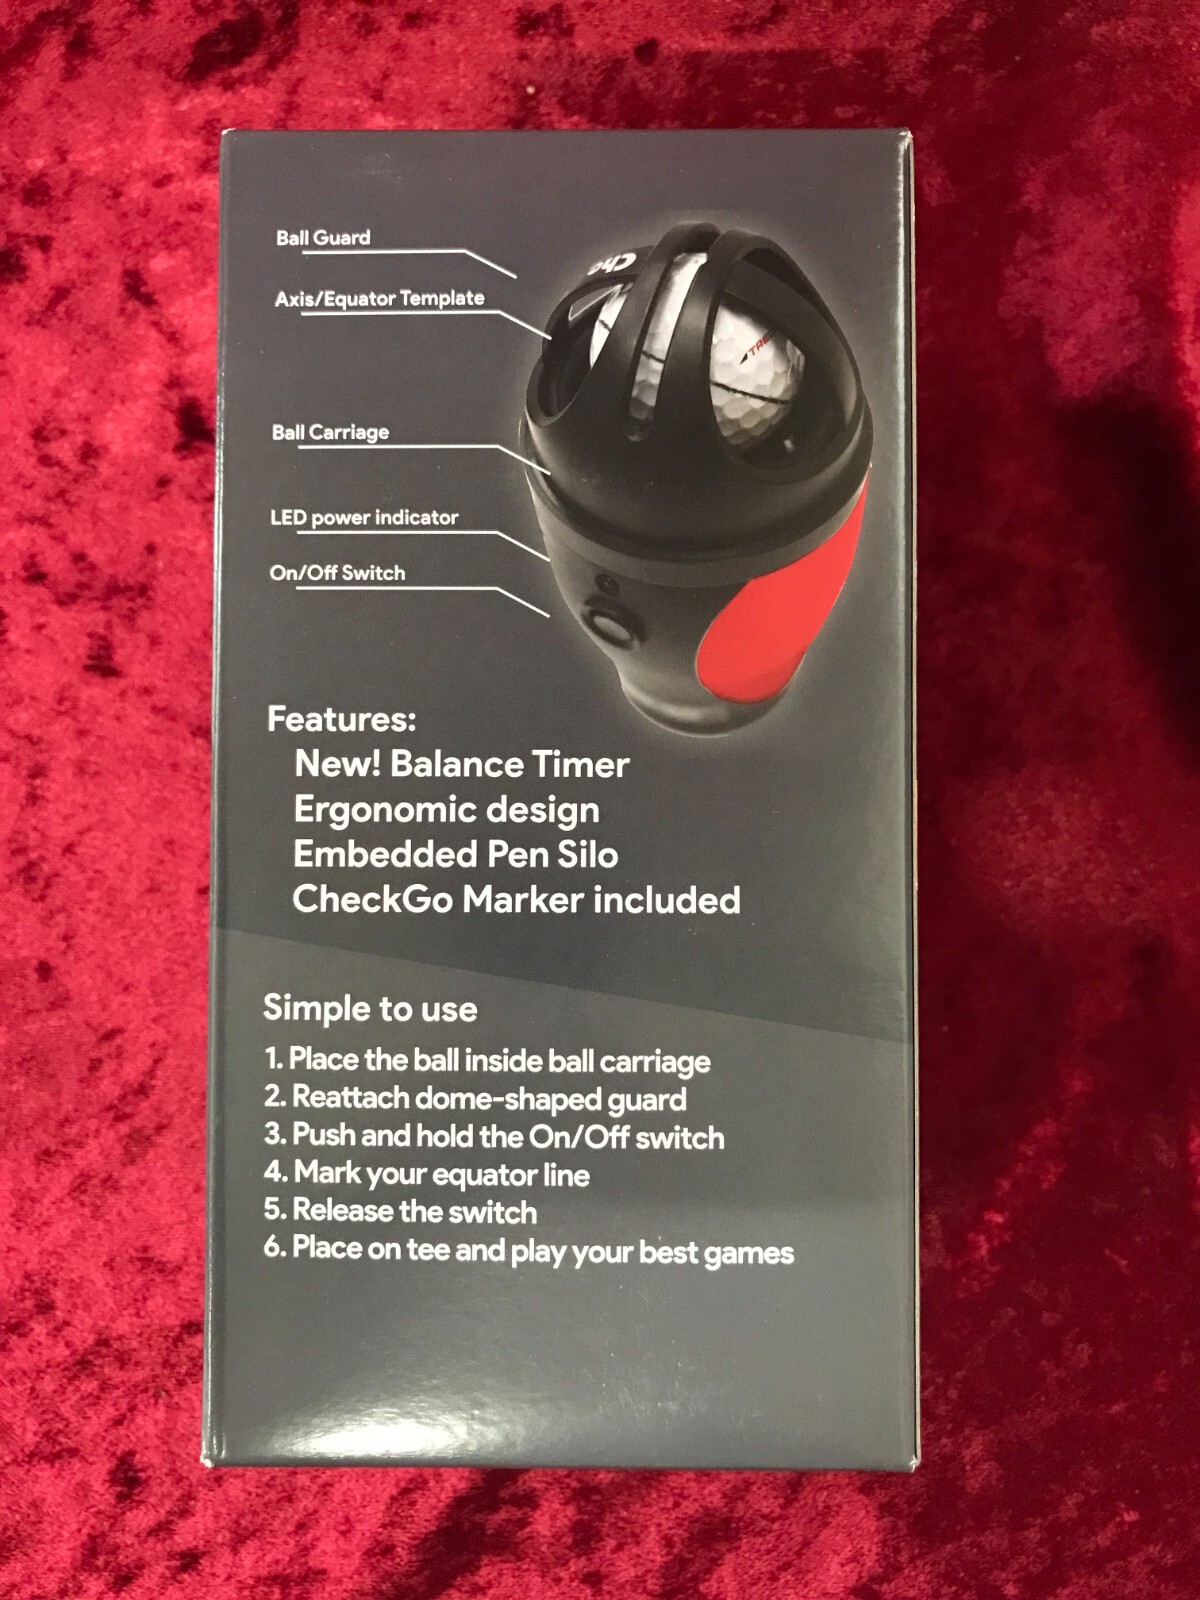 Ball Guard
Axis/Equator Template
Ball Carriage
LED power indicator
On/Off Switch
Che
TRE
Features:
New! Balance Timer
Ergonomic design
Embedded Pen Silo
CheckGo Marker included
Simple to use
1. Place the ball inside ball carriage
2. Reattach dome-shaped guard
3. Push and hold the On/Off switch
4. Mark your equator line
5. Release the switch
6. Place on tee and play your best games